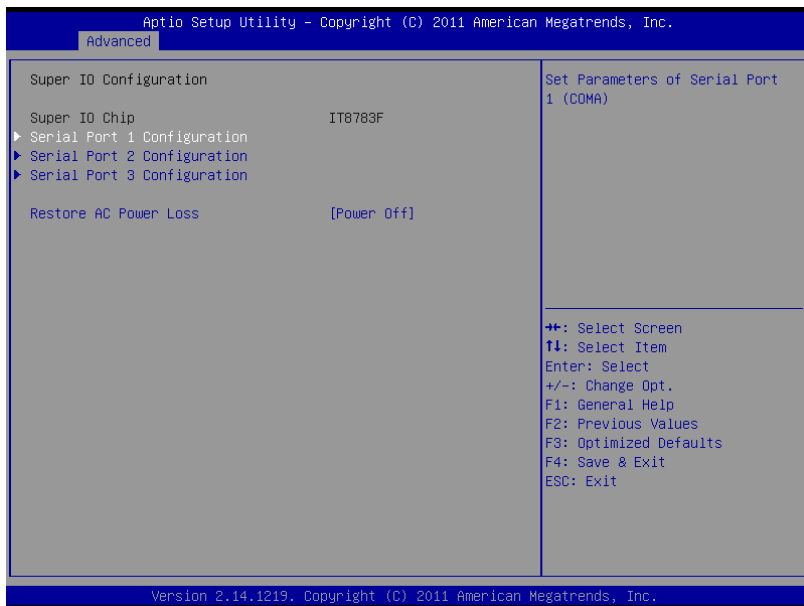 Aptio Setup Utility – Copyright (C) 2011 American Megatrends, Inc.
Advanced
Super IO Configuration
Super IO Chip IT8783F
Serial Port 1 Configuration
Serial Port 2 Configuration
Serial Port 3 Configuration
Restore AC Power Loss [Power Off]
Set Parameters of Serial Port
1 (COMA)
→←: Select Screen
↑↓: Select Item
Enter: Select
+/-: Change Opt.
F1: General Help
F2: Previous Values
F3: Optimized Defaults
F4: Save & Exit
ESC: Exit
Version 2.14.1219. Copyright (C) 2011 American Megatrends, Inc.